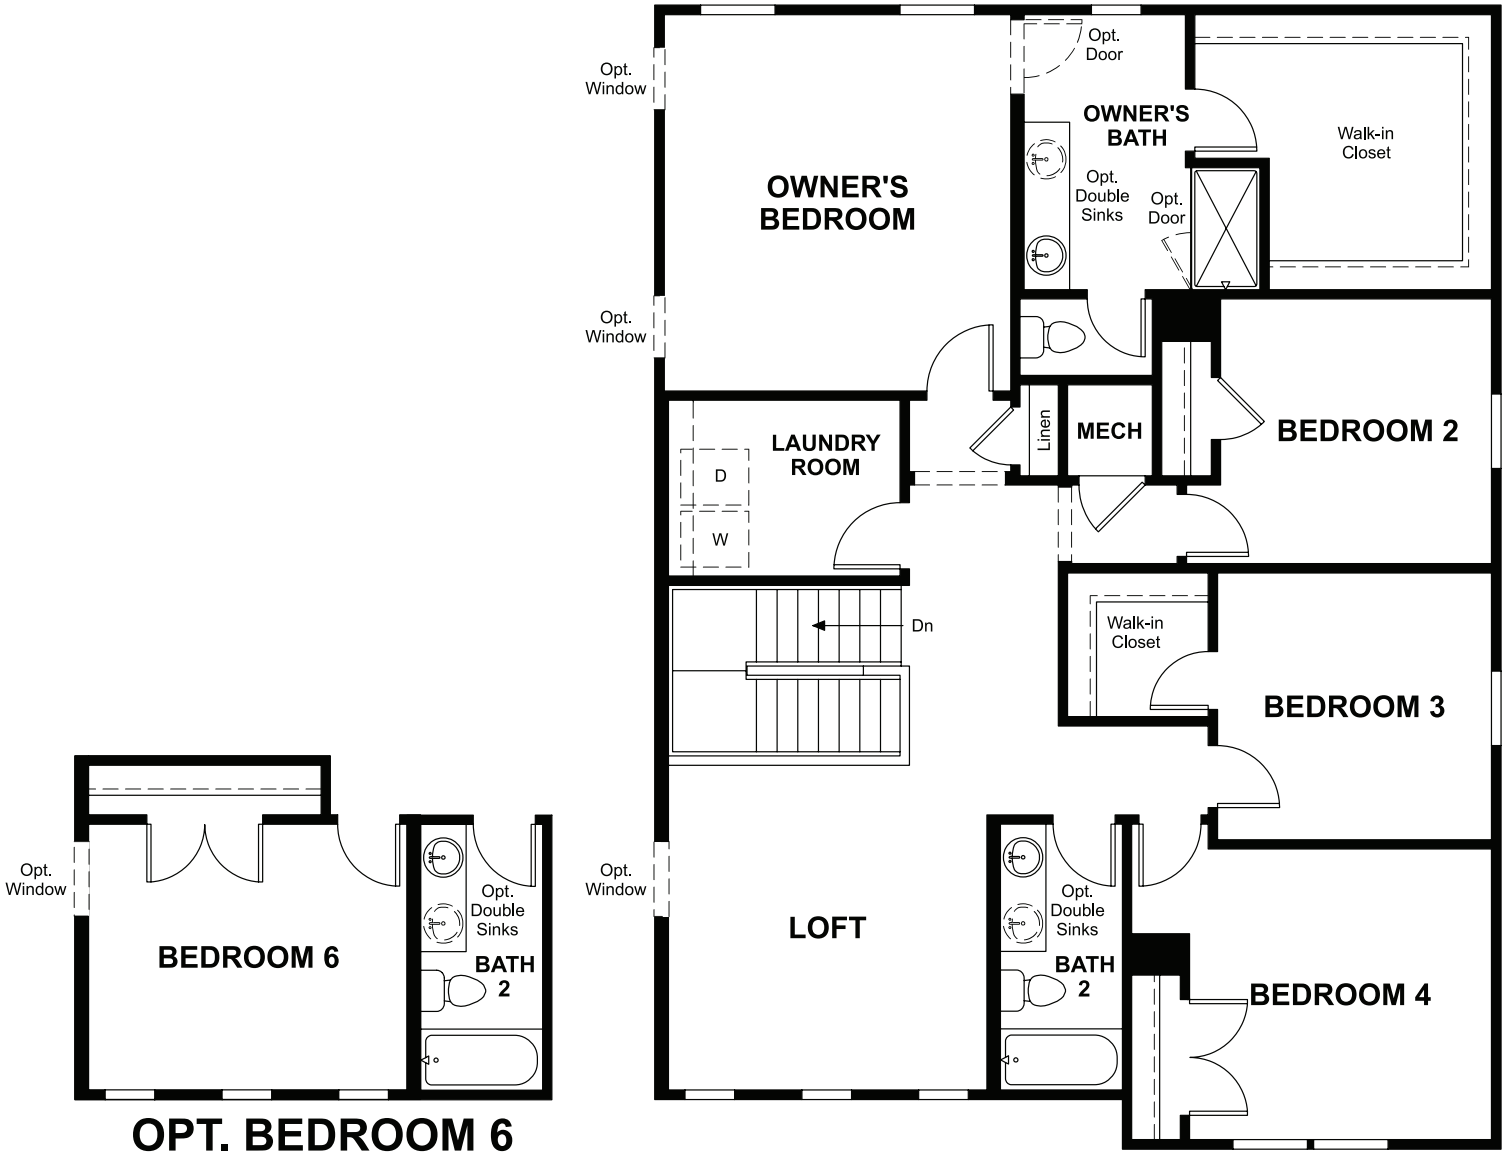 Opt.
Window
Opt.
Door
OWNER'S
BATH
Walk-in
Closet
OWNER'S
BEDROOM
Opt.
Double
Sinks
Opt.
Door
Opt.
Window
LAUNDRY
ROOM
Linen
MECH
BEDROOM 2
D
W
Dn
Walk-in
Closet
BEDROOM 3
Opt.
Window
LOFT
Opt.
Double
Sinks
BATH
2
BEDROOM 4
Opt.
Window
BEDROOM 6
Opt.
Double
Sinks
BATH
2
OPT. BEDROOM 6